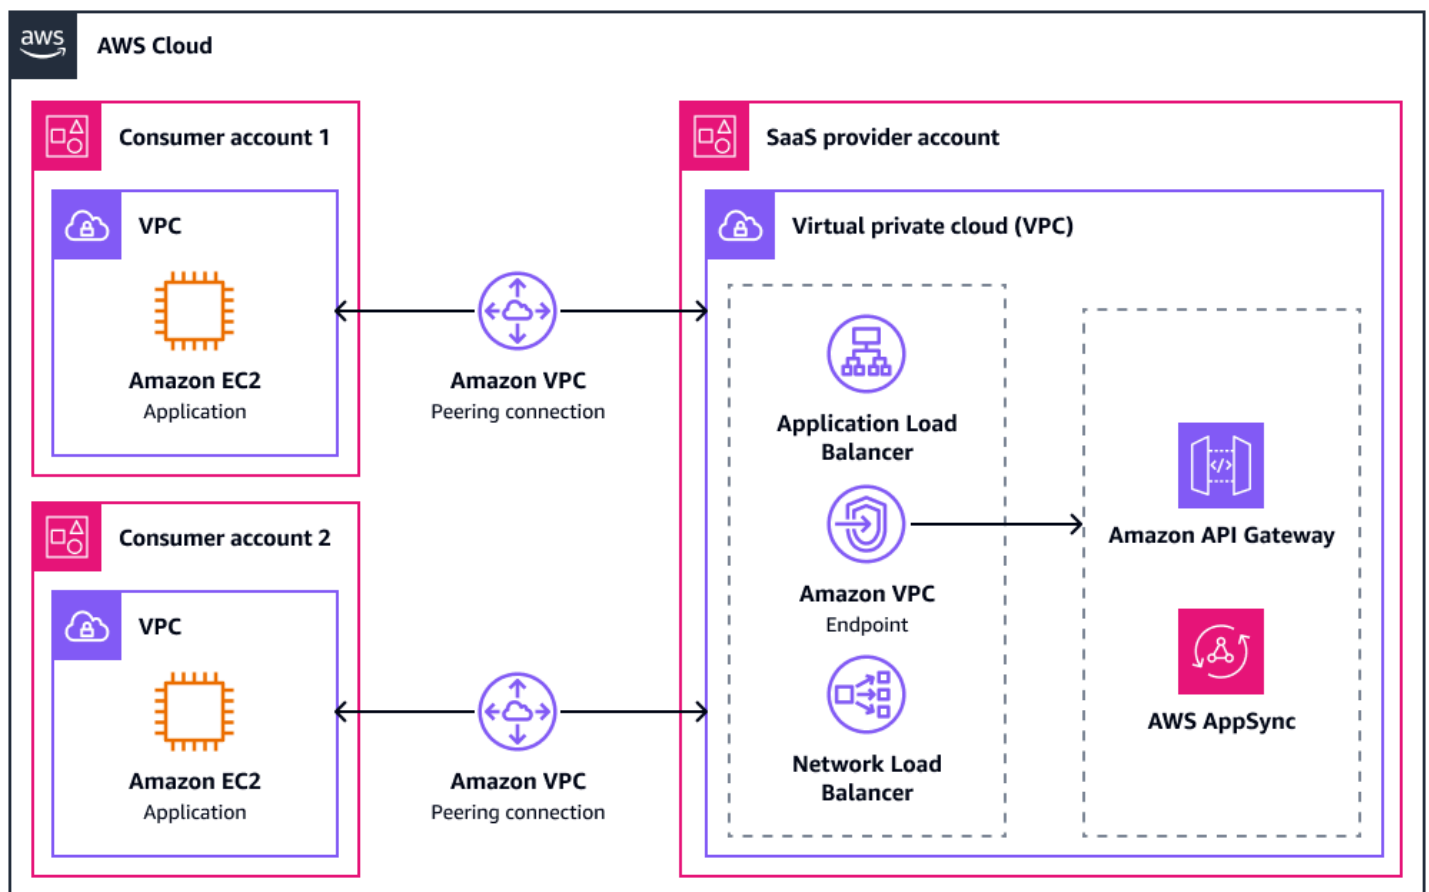 aws
AWS Cloud
Consumer account 1
VPC
Amazon EC2
Application
Amazon VPC
Peering connection
Consumer account 2
VPC
Amazon EC2
Application
Amazon VPC
Peering connection
SaaS provider account
Virtual private cloud (VPC)
Application Load
Balancer
Amazon VPC
Endpoint
Network Load
Balancer
</>
Amazon API Gateway
AWS AppSync